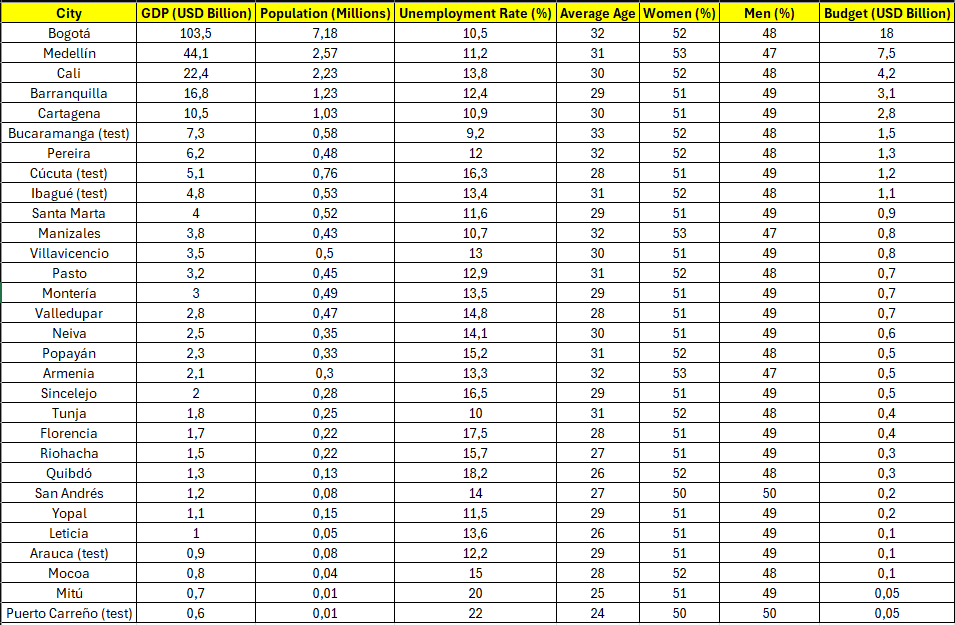 City GDP (USD Billion) Population (Millions) Unemployment Rate (%) Average Age Women (%) Men (%) Budget (USD Billion)
Bogotá 103,5 7,18 10,5 32 52 48 18
Medellín 44,1 2,57 11,2 31 53 47 7,5
Cali 22,4 2,23 13,8 30 52 48 4,2
Barranquilla 16,8 1,23 12,4 29 51 49 3,1
Cartagena 10,5 1,03 10,9 30 51 49 2,8
Bucaramanga (test) 7,3 0,58 9,2 33 52 48 1,5
Pereira 6,2 0,48 12 32 52 48 1,3
Cúcuta (test) 5,1 0,76 16,3 28 51 49 1,2
Ibagué (test) 4,8 0,53 13,4 31 52 48 1,1
Santa Marta 4 0,52 11,6 29 51 49 0,9
Manizales 3,8 0,43 10,7 32 53 47 0,8
Villavicencio 3,5 0,5 13 30 51 49 0,8
Pasto 3,2 0,45 12,9 31 52 48 0,7
Montería 3 0,49 13,5 29 51 49 0,7
Valledupar 2,8 0,47 14,8 28 51 49 0,7
Neiva 2,5 0,35 14,1 30 51 49 0,6
Popayán 2,3 0,33 15,2 31 52 48 0,5
Armenia 2,1 0,3 13,3 32 53 47 0,5
Sincelejo 2 0,28 16,5 29 51 49 0,5
Tunja 1,8 0,25 10 31 52 48 0,4
Florencia 1,7 0,22 17,5 28 51 49 0,4
Riohacha 1,5 0,22 15,7 27 51 49 0,3
Quibdó 1,3 0,13 18,2 26 52 48 0,3
San Andrés 1,2 0,08 14 27 50 50 0,2
Yopal 1,1 0,15 11,5 29 51 49 0,2
Leticia 1 0,05 13,6 26 51 49 0,1
Arauca (test) 0,9 0,08 12,2 29 51 49 0,1
Mocoa 0,8 0,04 15 28 52 48 0,1
Mitú 0,7 0,01 20 25 51 49 0,05
Puerto Carreño (test) 0,6 0,01 22 24 50 50 0,05